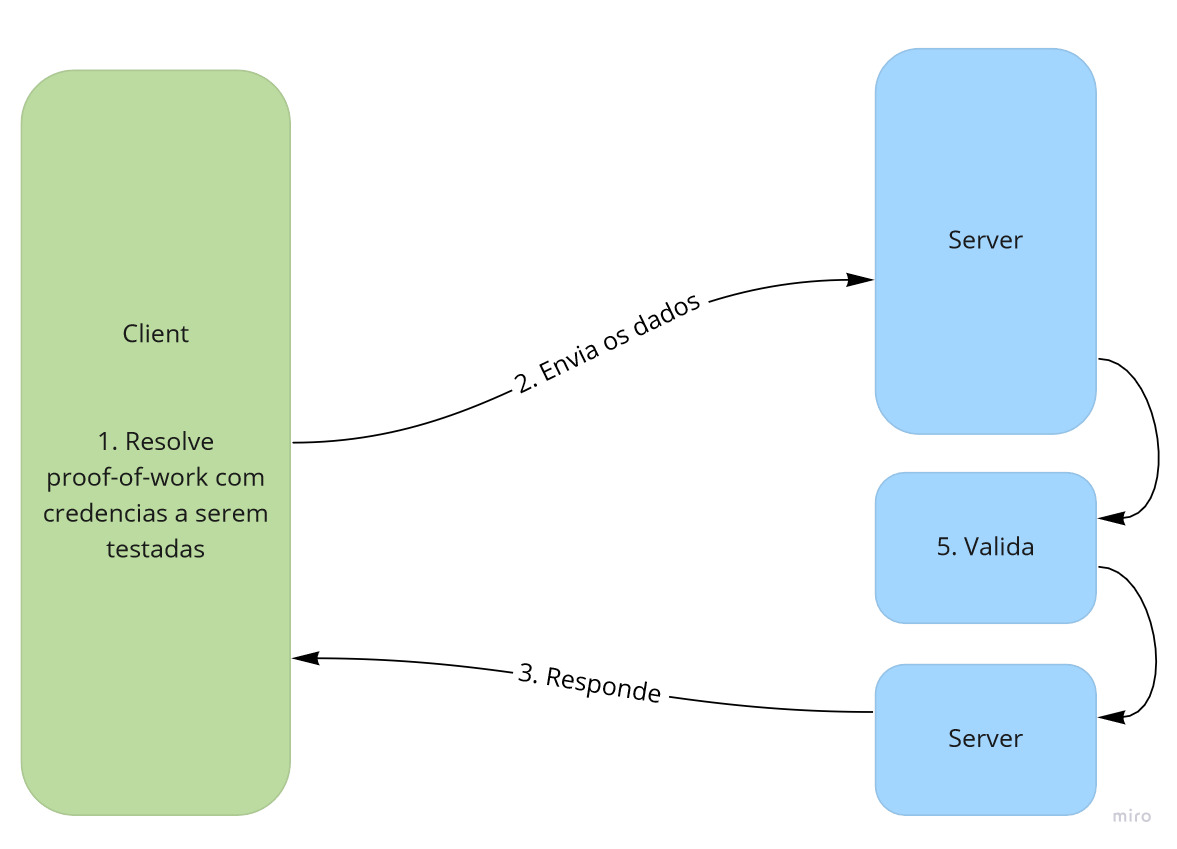 Client
1. Resolve
proof-of-work com
credencias a serem
testadas
2. Envia os dados
Server
5. Valida
Server
3. Responde
miro